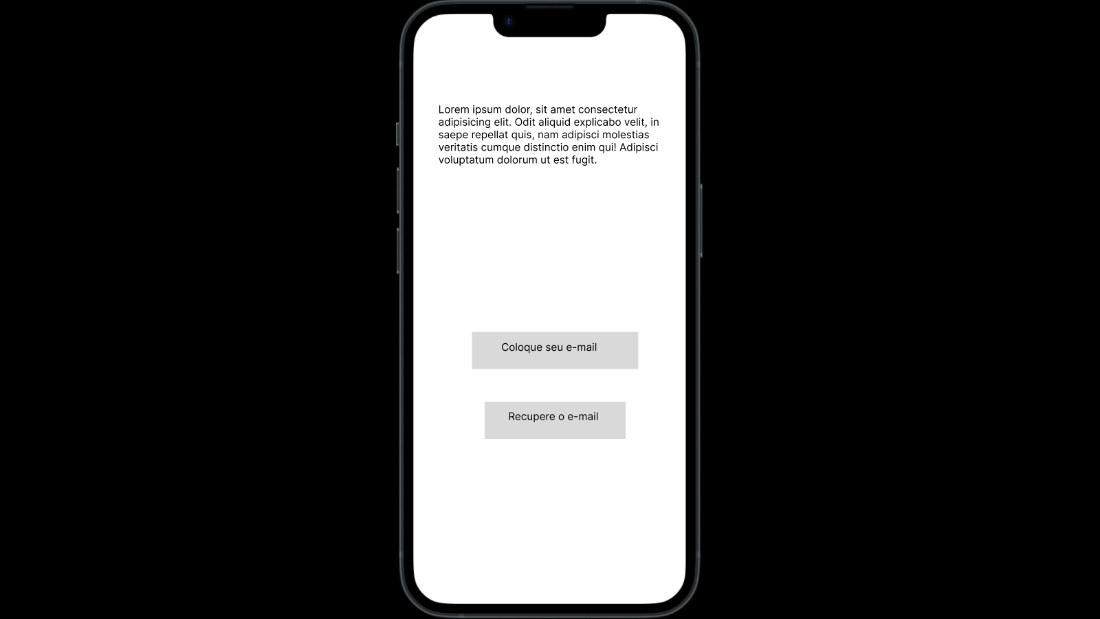 Lorem ipsum dolor, sit amet consectetur
adipisicing elit. Odit aliquid explicabo velit, in
saepe repellat quis, nam adipisci molestias
veritatis cumque distinctio enim qui! Adipisci
voluptatum dolorum ut est fugit.
Coloque seu e-mail
Recupere o e-mail